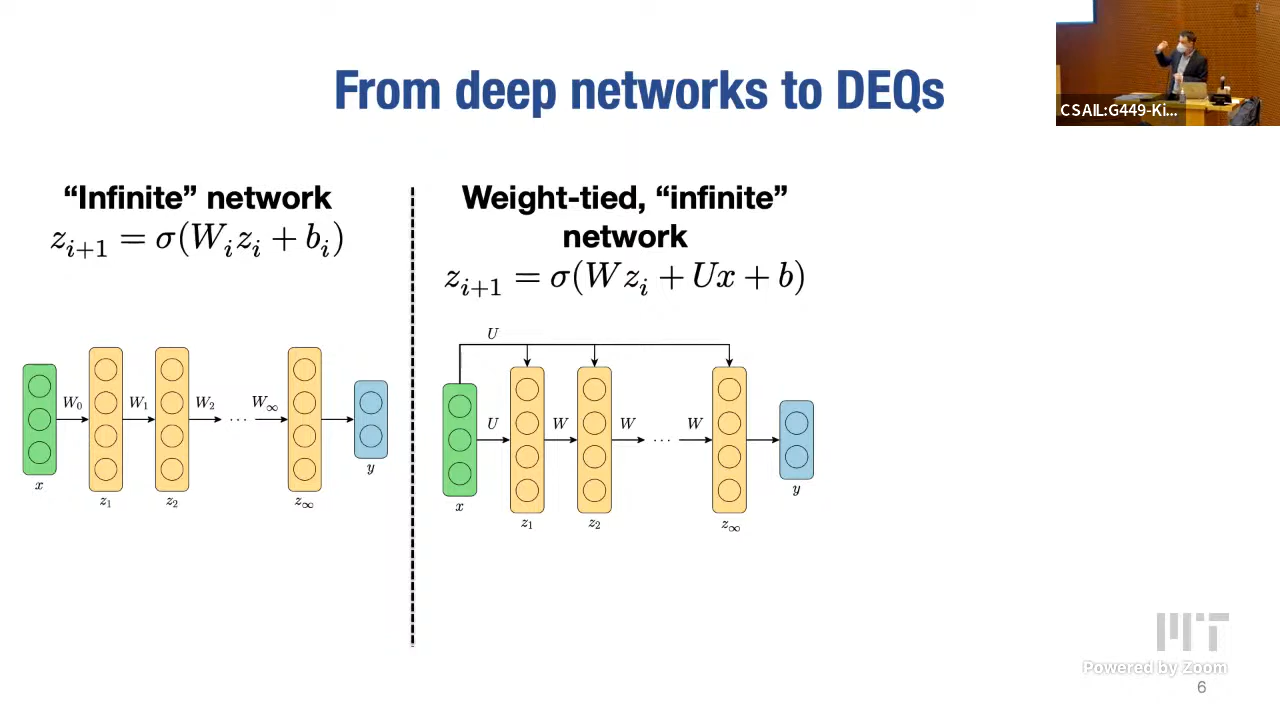 From deep networks to DEQs
CSAIL:G449-Ki...
“Infinite” network
z_{i+1} = σ(W_i z_i + b_i)
W_0
W_1
W_2
...
W_∞
x
z_1
z_2
z_∞
y
Weight-tied, “infinite”
network
z_{i+1} = σ(W z_i + Ux + b)
U
U
W
W
...
W
x
z_1
z_2
z_∞
y
MIT
Powered by Zoom
6